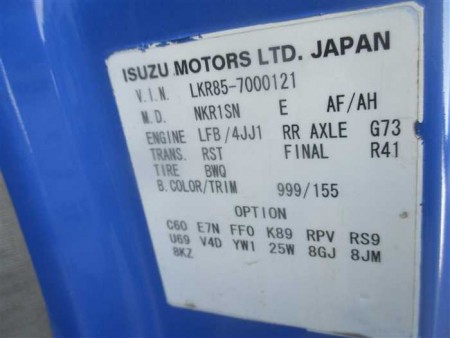 ISUZU MOTORS LTD. JAPAN
V.I.N. LKR85-7000121
M.D. NKR1SN E AF/AH
ENGINE LFB/4JJ1 RR AXLE G73
TRANS. RST FINAL R41
TIRE BWQ
B.COLOR/TRIM 999/155
OPTION
C60 E7N FF0 K89 RPV RS9
U69 V4D YW1 25W 8GJ 8JM
8KZ